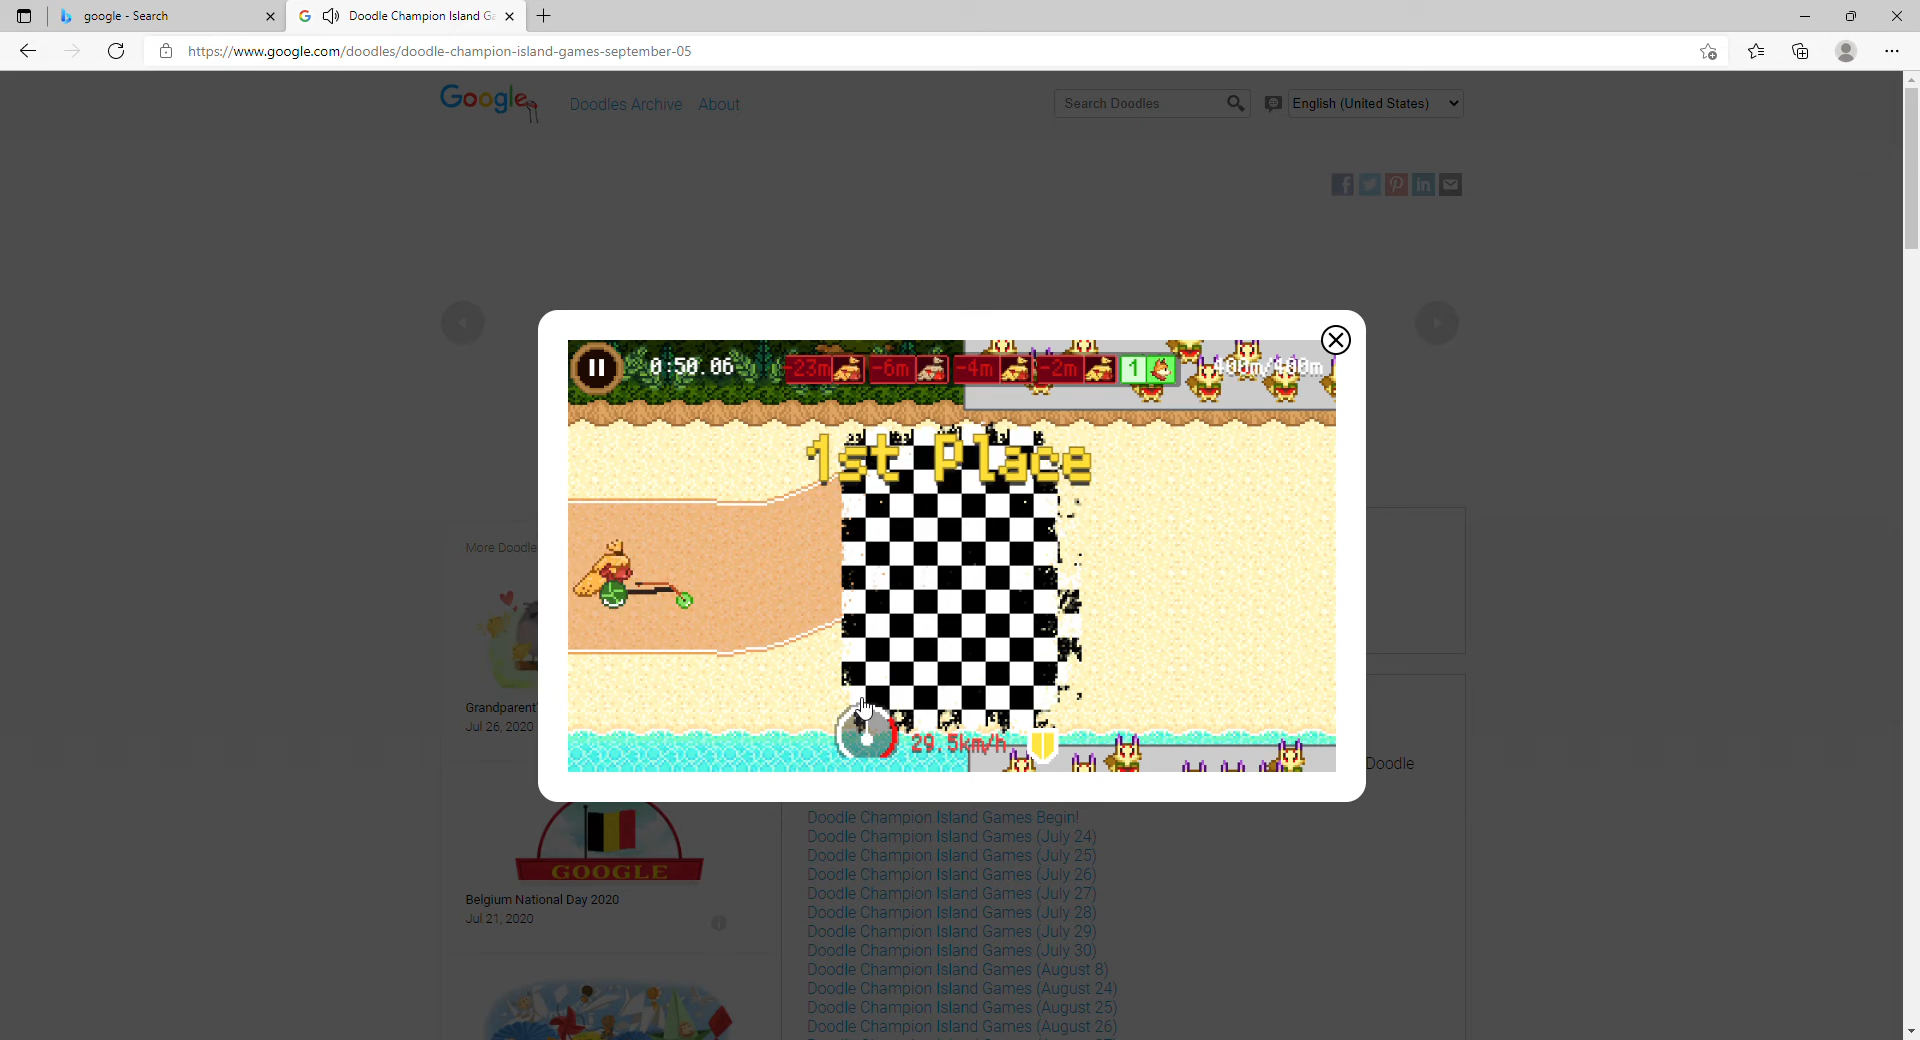 google - Search
Doodle Champion Island Ga
https://www.google.com/doodles/doodle-champion-island-games-september-05
Google
Doodles Archive About
Search Doodles
English (United States)
0:50.06
-23m -6m -4m -2m 1
400m/400m
1st Place
29.5km/h
More Doodle
Grandparent'
Jul 26, 2020
Doodle
GOOGLE
Belgium National Day 2020
Jul 21, 2020
Doodle Champion Island Games Begin!
Doodle Champion Island Games (July 24)
Doodle Champion Island Games (July 25)
Doodle Champion Island Games (July 26)
Doodle Champion Island Games (July 27)
Doodle Champion Island Games (July 28)
Doodle Champion Island Games (July 29)
Doodle Champion Island Games (July 30)
Doodle Champion Island Games (August 8)
Doodle Champion Island Games (August 24)
Doodle Champion Island Games (August 25)
Doodle Champion Island Games (August 26)